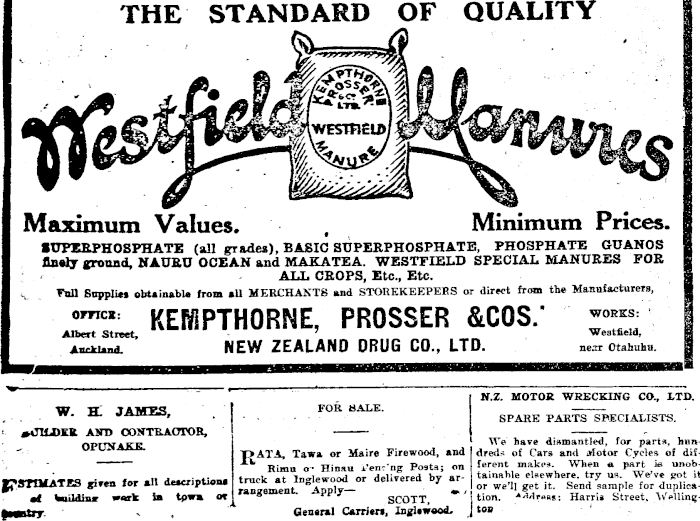 THE STANDARD OF QUALITY
Westfield Manures
KEMPTHORNE
PROSSER
& Co.
LTD.
WESTFIELD
MANURE
Maximum Values. Minimum Prices.
SUPERPHOSPHATE (all grades), BASIC SUPERPHOSPHATE, PHOSPHATE GUANOS
finely ground, NAURU OCEAN and MAKATEA. WESTFIELD SPECIAL MANURES FOR
ALL CROPS, Etc., Etc.
Full Supplies obtainable from all MERCHANTS and STOREKEEPERS or direct from the Manufacturers,
OFFICE:
Albert Street,
Auckland.
KEMPTHORNE, PROSSER &COS.'
NEW ZEALAND DRUG CO., LTD.
WORKS:
Westfield,
near Otahuhu.
W. H. JAMES,
BUILDER AND CONTRACTOR,
OPUNAKE.
ESTIMATES given for all descriptions
of building work in town or
country.
FOR SALE.
RATA, Tawa or Maire Firewood, and
Rimu or Hinau Fencing Posts; on
truck at Inglewood or delivered by ar-
rangement. Apply—
SCOTT,
General Carriers, Inglewood.
N.Z. MOTOR WRECKING CO., LTD.
SPARE PARTS SPECIALISTS.
We have dismantled, for parts, hun-
dreds of Cars and Motor Cycles of dif-
ferent makes. When a part is unob-
tainable elsewhere, try us. We've got it
or we'll get it. Send sample for duplica-
tion. Address: Harris Street, Welling-
ton